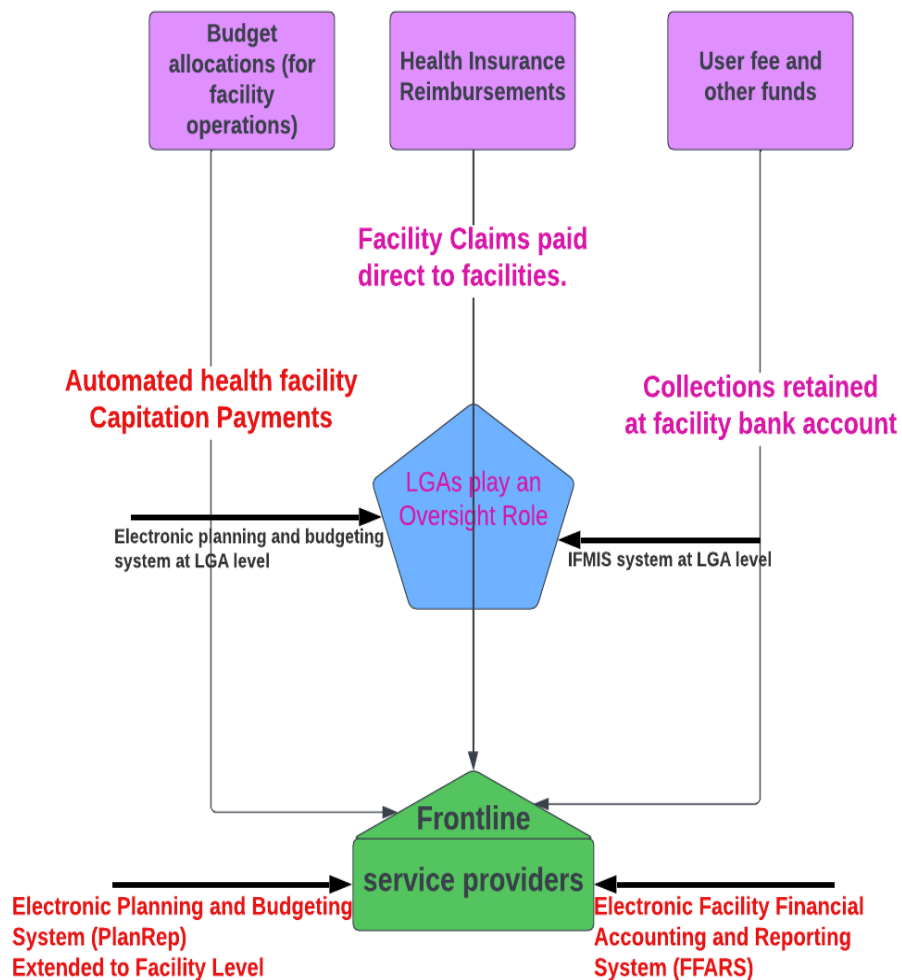 Budget
allocations (for
facility
operations)
Health Insurance
Reimbursements
User fee and
other funds
Facility Claims paid
direct to facilities.
Automated health facility
Capitation Payments
Collections retained
at facility bank account
LGAs play an
Oversight Role
Electronic planning and budgeting
system at LGA level
IFMIS system at LGA level
Frontline
service providers
Electronic Planning and Budgeting
System (PlanRep)
Extended to Facility Level
Electronic Facility Financial
Accounting and Reporting
System (FFARS)